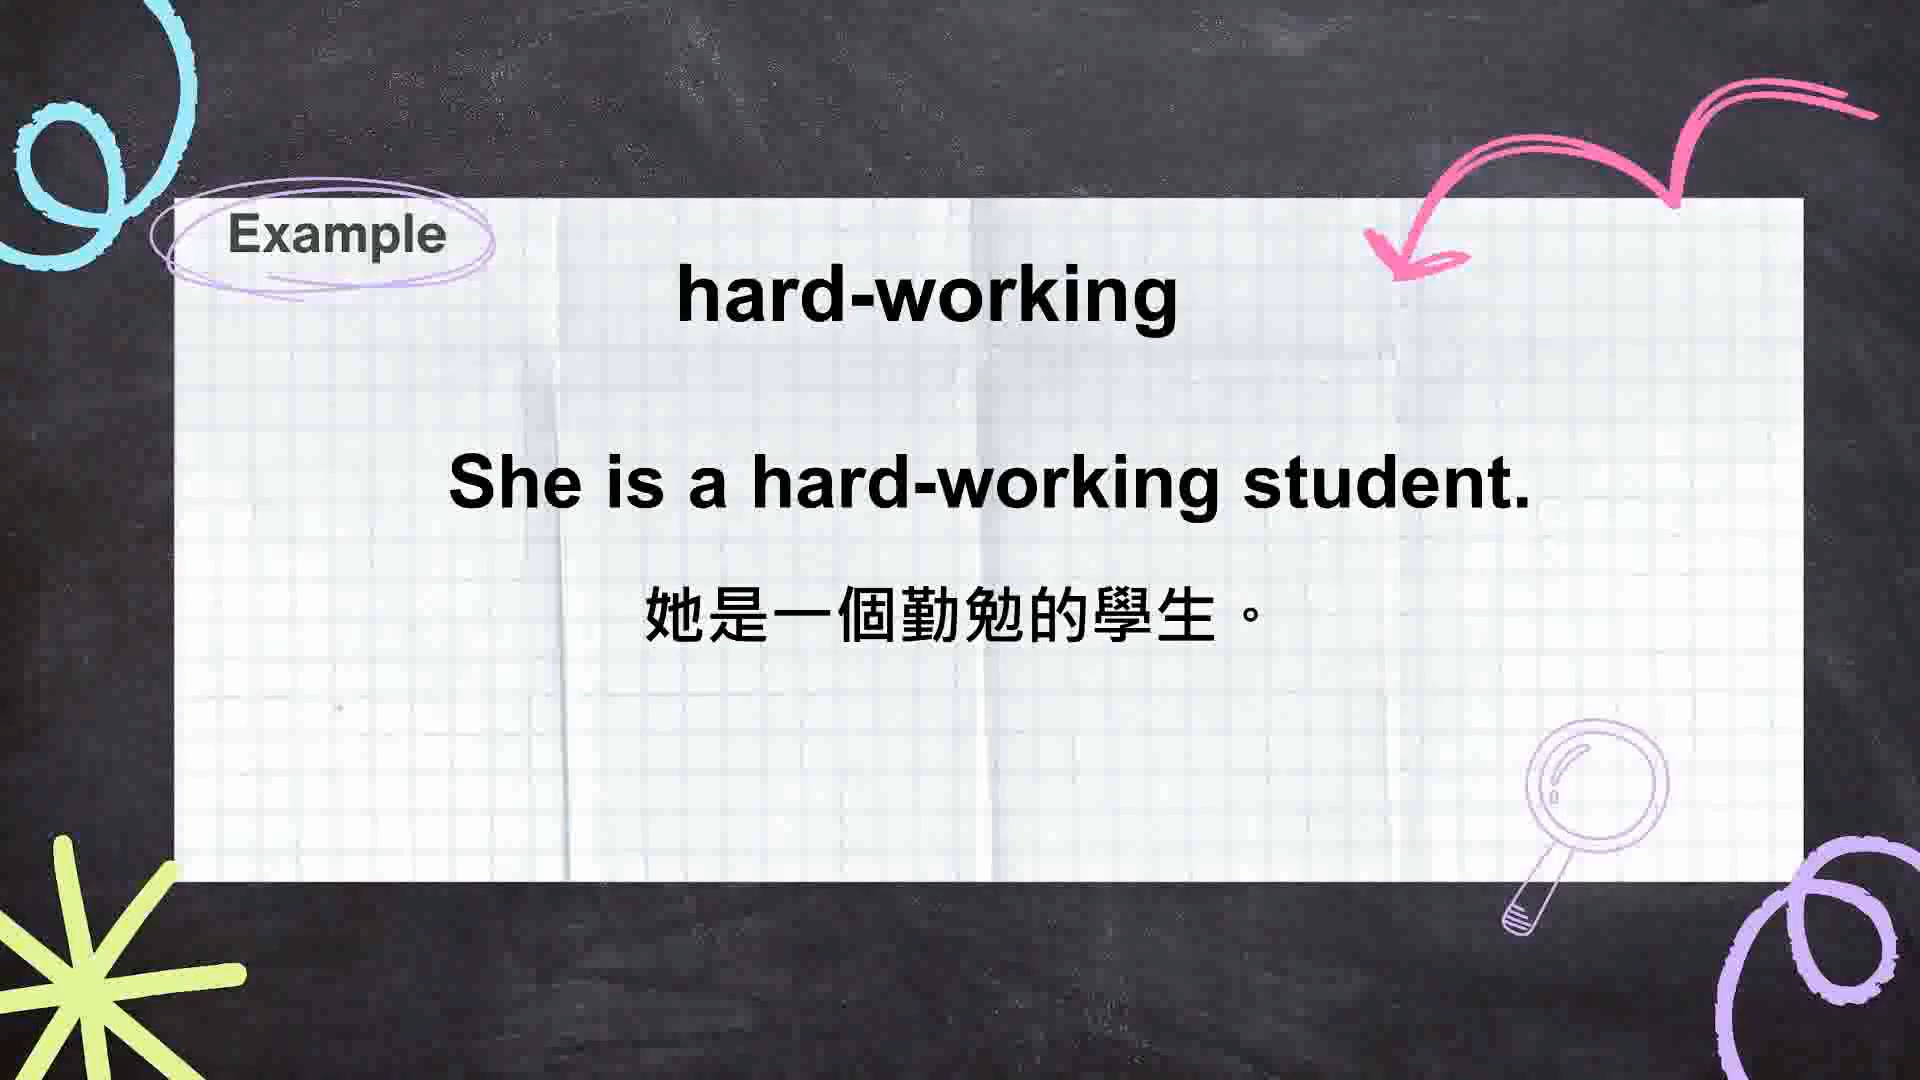 Example
hard-working
She is a hard-working student.
她是一個勤勉的學生。